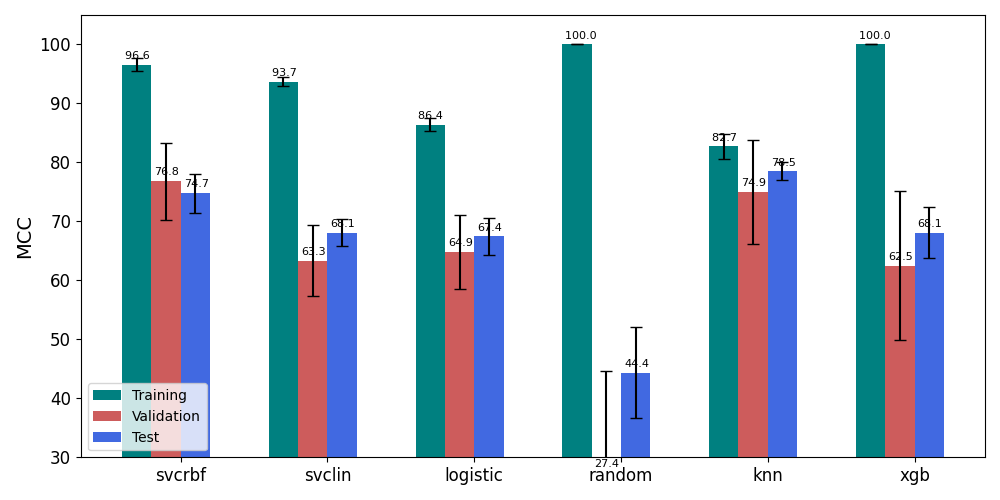 100.0
100.0
96.6
93.7
86.4
82.7
76.8
74.7
63.3
68.1
64.9
67.4
27.4
44.4
74.9
78.5
62.5
68.1
100
90
80
70
60
50
40
30
MCC
Training
Validation
Test
svcrbf
svclin
logistic
random
knn
xgb